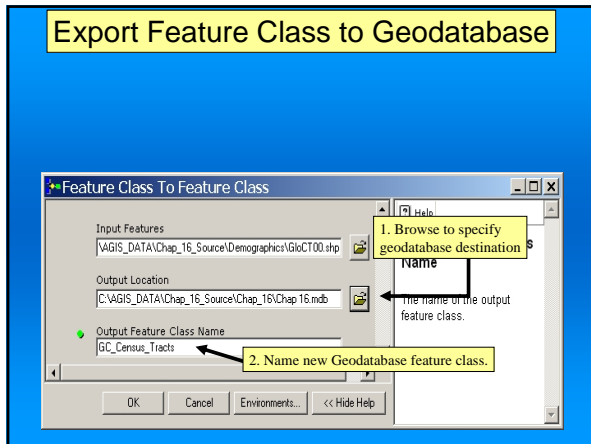 Export Feature Class to Geodatabase
Feature Class To Feature Class
Input Features
\AGIS_DATA\Chap_16_Source\Demographics\GloCT00.shp
Output Location
C:\AGIS_DATA\Chap_16_Source\Chap_16\Chap 16.mdb
Output Feature Class Name
GC_Census_Tracts
OK
Cancel
Environments...
<< Hide Help
Help
1. Browse to specify
geodatabase destination
Name
The name of the output
feature class.
2. Name new Geodatabase feature class.